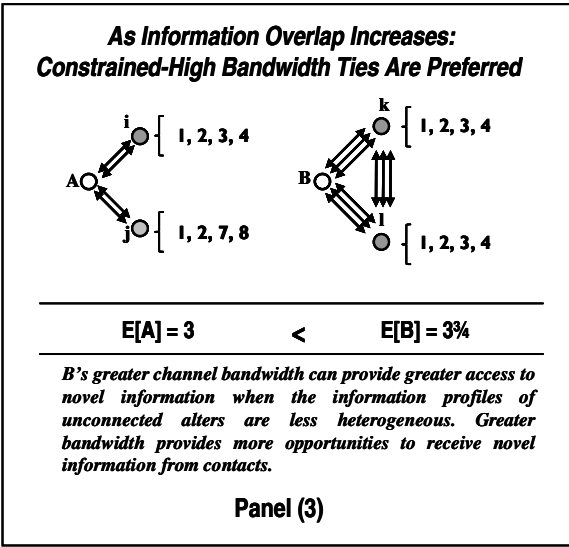 As Information Overlap Increases:
Constrained-High Bandwidth Ties Are Preferred
i
1, 2, 3, 4
A
j
1, 2, 7, 8
k
1, 2, 3, 4
B
l
1, 2, 3, 4
E[A] = 3 < E[B] = 3¾
B's greater channel bandwidth can provide greater access to
novel information when the information profiles of
unconnected alters are less heterogeneous. Greater
bandwidth provides more opportunities to receive novel
information from contacts.
Panel (3)